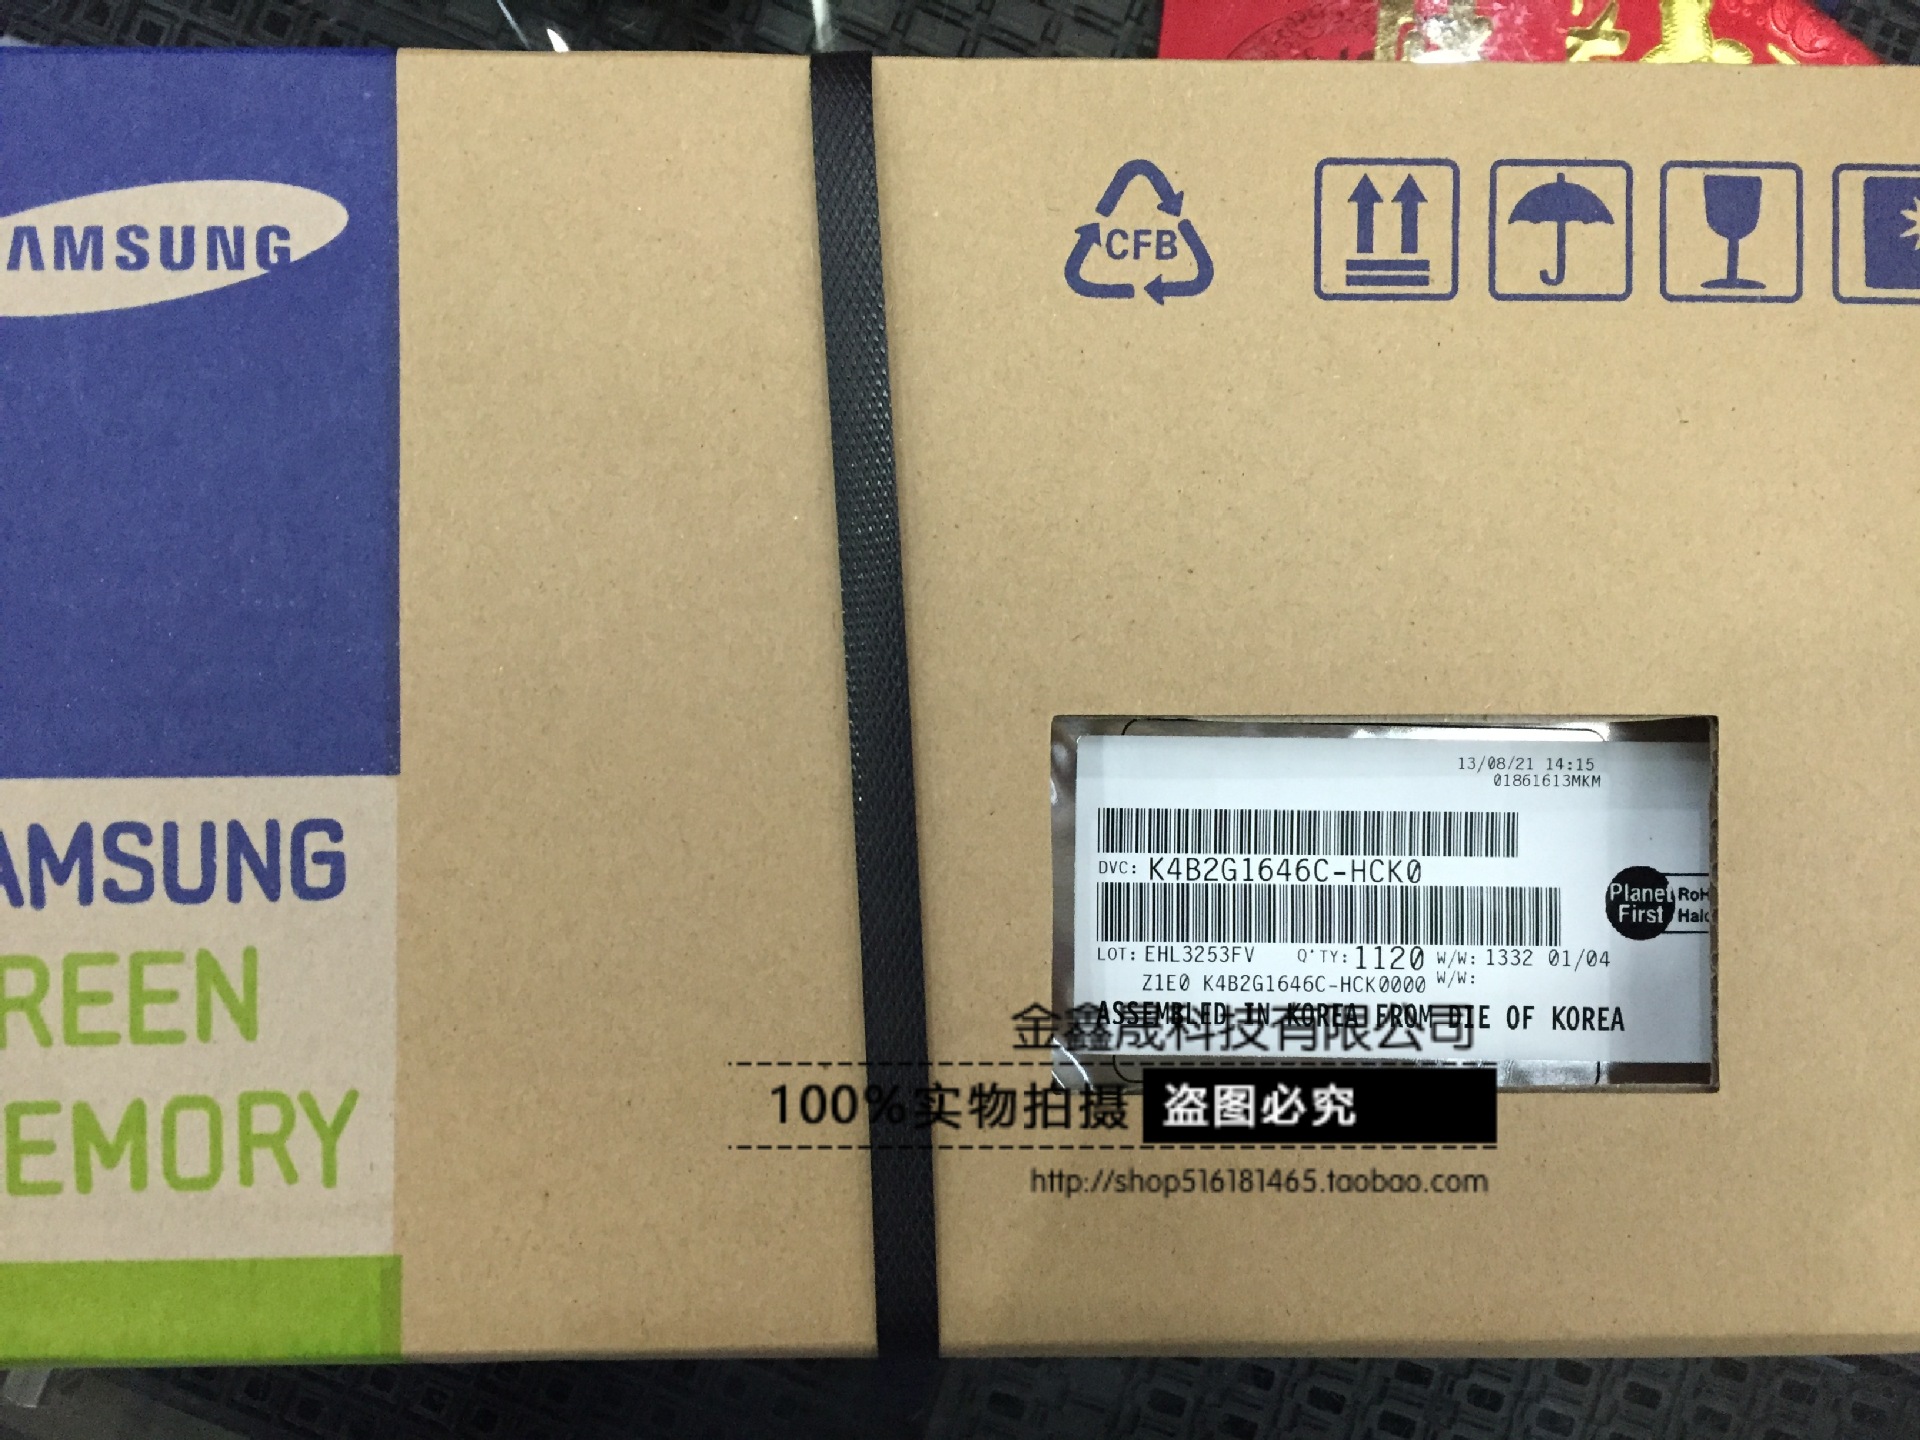 AMSUNG
CFB
AMSUNG
REEN
EMORY
13/08/21 14:15
01861613MKM
DVC: K4B2G1646C-HCK0
Planet First
RoH
Halo
LOT: EHL3253FV Q'TY: 1120 W/W: 1332 01/04
Z1E0 K4B2G1646C-HCK0000 W/W:
ASSEMBLED IN KOREA FROM DIE OF KOREA
金鑫晟科技有限公司
100%实物拍摄 盗图必究
http://shop516181465.taobao.com